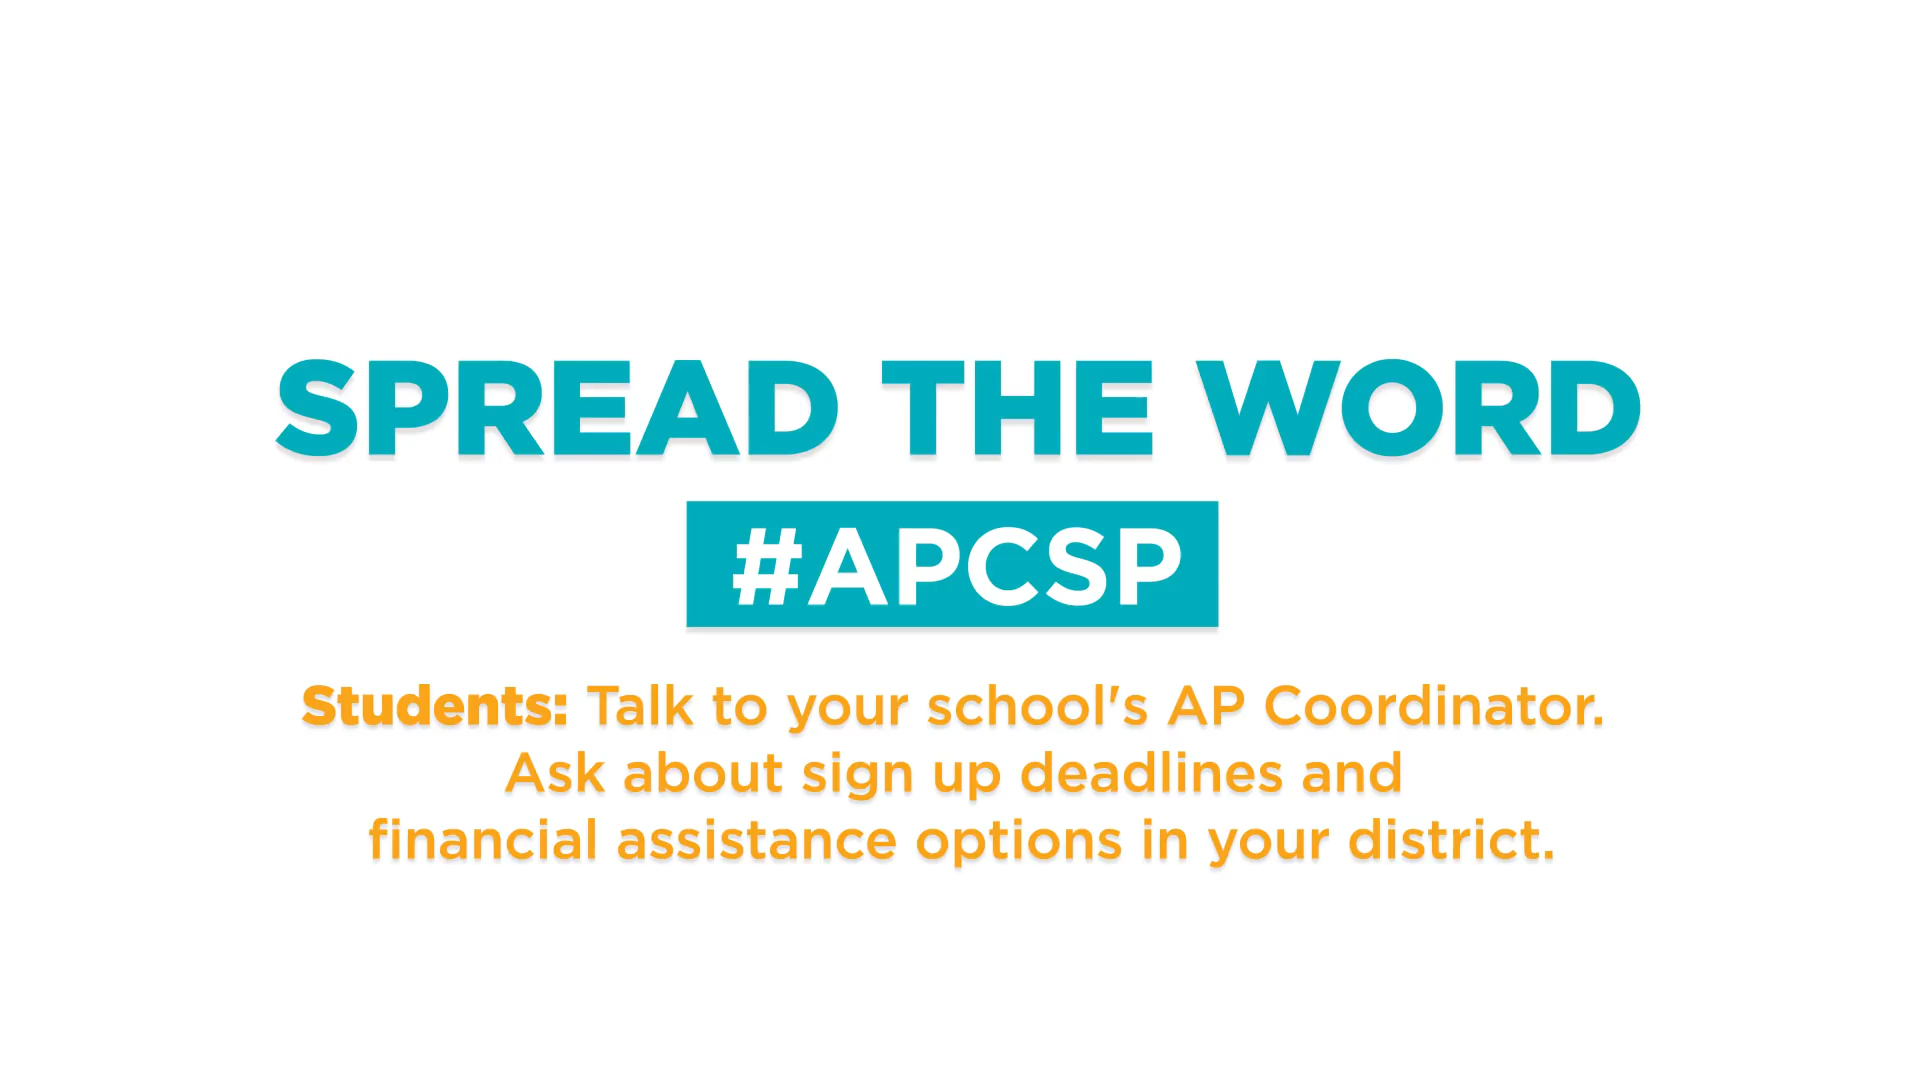 SPREAD THE WORD
#APCSP
Students: Talk to your school's AP Coordinator.
Ask about sign up deadlines and
financial assistance options in your district.